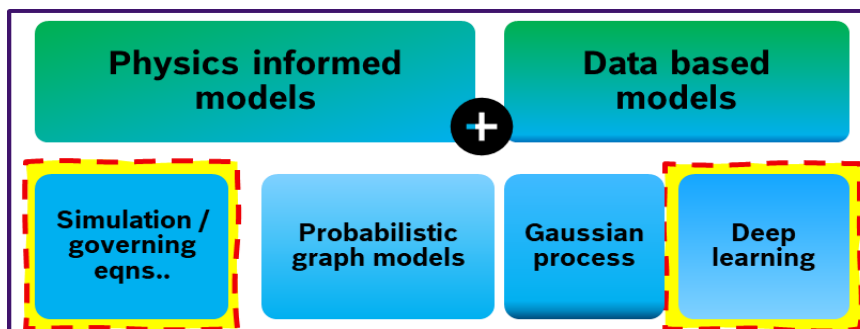 Physics informed
models
Data based
models
+
Simulation /
governing
eqns..
Probabilistic
graph models
Gaussian
process
Deep
learning